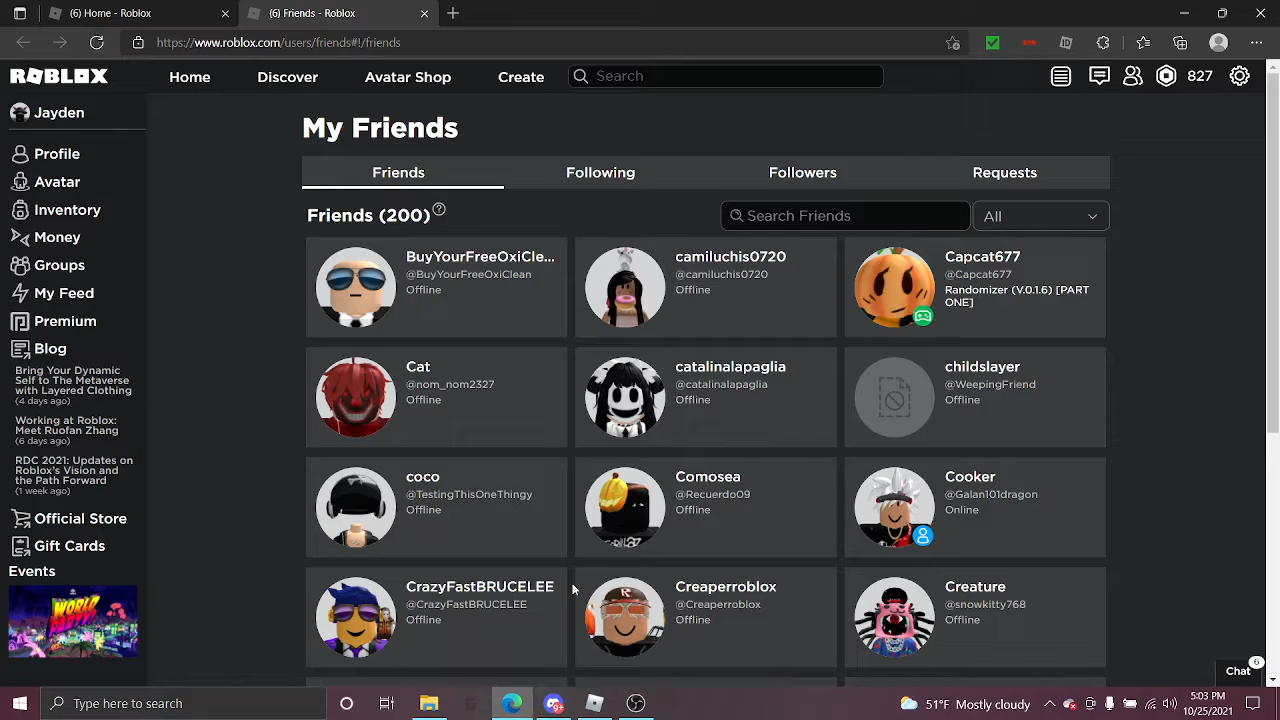 (6) Home - Roblox
(6) Friends - Roblox
https://www.roblox.com/users/friends#!/friends
ROBLOX
Home
Discover
Avatar Shop
Create
Search
827
Jayden
Profile
Avatar
Inventory
Money
Groups
My Feed
Premium
Blog
Bring Your Dynamic
Self to The Metaverse
with Layered Clothing
(4 days ago)
Working at Roblox:
Meet Ruofan Zhang
(6 days ago)
RDC 2021: Updates on
Roblox's Vision and
the Path Forward
(1 week ago)
Official Store
Gift Cards
Events
WORLD
PARTY
My Friends
Friends
Following
Followers
Requests
Friends (200)
Search Friends
All
BuyYourFreeOxiCle...
@BuyYourFreeOxiClean
Offline
camiluchis0720
@camiluchis0720
Offline
Capcat677
@Capcat677
Randomizer (V.0.1.6) [PART
ONE]
Cat
@nom_nom2327
Offline
catalinalapaglia
@catalinalapaglia
Offline
childslayer
@WeepingFriend
Offline
coco
@TestingThisOneThingy
Offline
Comosea
@Recuerdo09
Offline
GORILLAZ
Cooker
@Galan101dragon
Online
CrazyFastBRUCELEE
@CrazyFastBRUCELEE
Offline
Creaperroblox
@Creaperroblox
Offline
R
Creature
@snowkitty768
Offline
Chat
6
Type here to search
9+
51°F Mostly cloudy
5:03 PM
10/25/2021